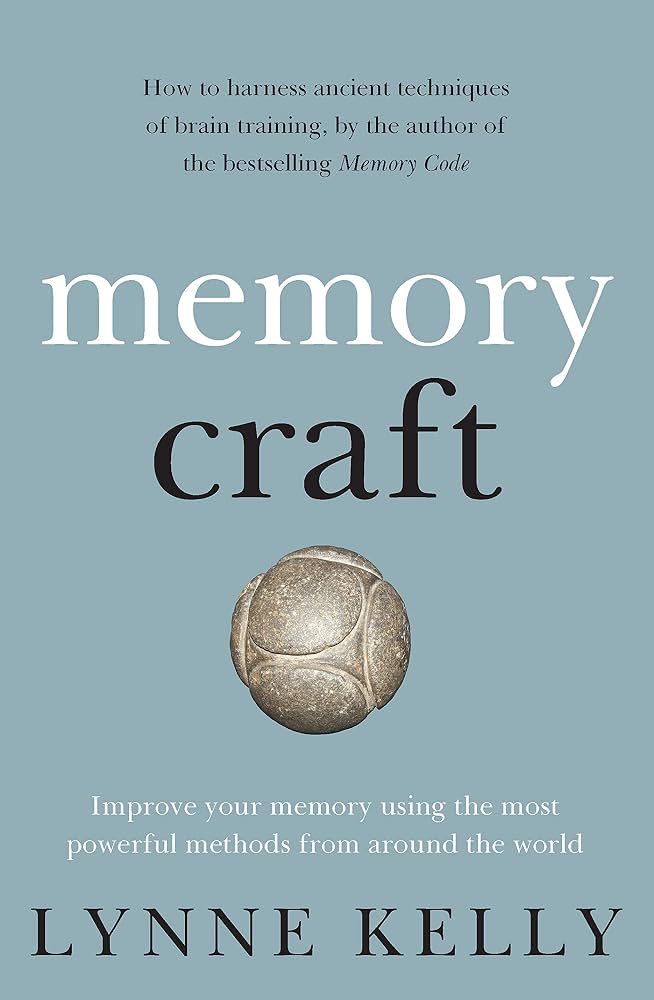 How to harness ancient techniques
of brain training, by the author of
the bestselling Memory Code
memory
craft
Improve your memory using the most
powerful methods from around the world
LYNNE KELLY